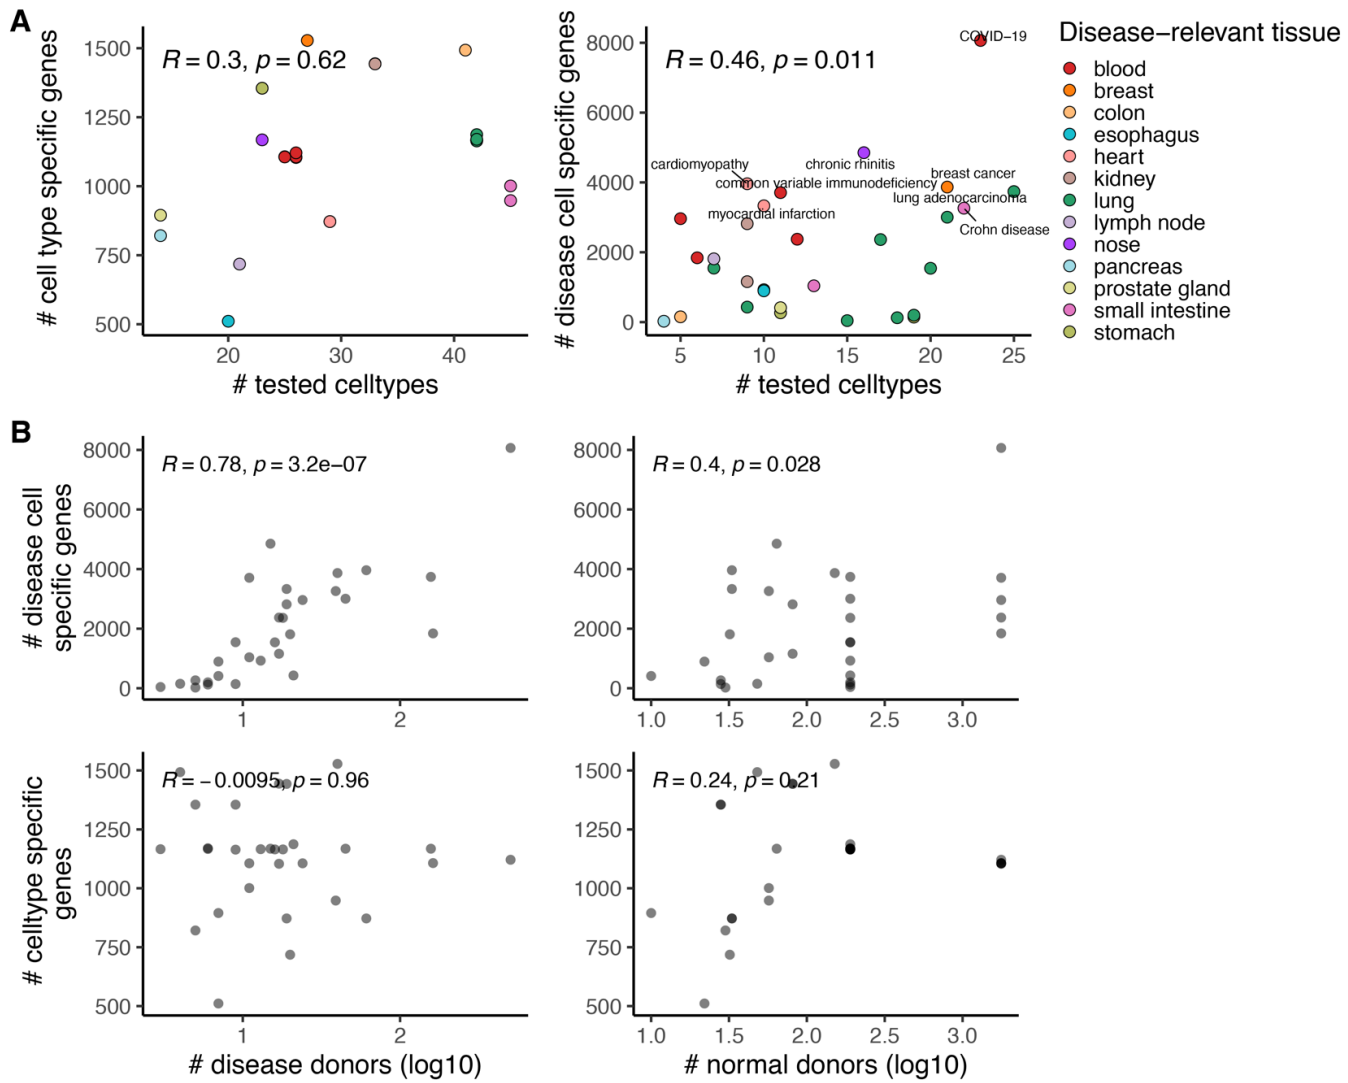 A
# cell type specific genes
1500
1250
1000
750
500
R = 0.3, p = 0.62
20
30
40
# tested celltypes
# disease cell specific genes
8000
6000
4000
2000
0
R = 0.46, p = 0.011
COVID−19
cardiomyopathy
chronic rhinitis
common variable immunodeficiency
breast cancer
lung adenocarcinoma
myocardial infarction
Crohn disease
5
10
15
20
25
# tested celltypes
Disease−relevant tissue
blood
breast
colon
esophagus
heart
kidney
lung
lymph node
nose
pancreas
prostate gland
small intestine
stomach
B
# disease cell
specific genes
8000
6000
4000
2000
0
R = 0.78, p = 3.2e−07
1
2
8000
6000
4000
2000
0
R = 0.4, p = 0.028
1.0
1.5
2.0
2.5
3.0
# celltype specific
genes
1500
1250
1000
750
500
R = −0.0095, p = 0.96
1
2
# disease donors (log10)
1500
1250
1000
750
500
R = 0.24, p = 0.21
1.0
1.5
2.0
2.5
3.0
# normal donors (log10)